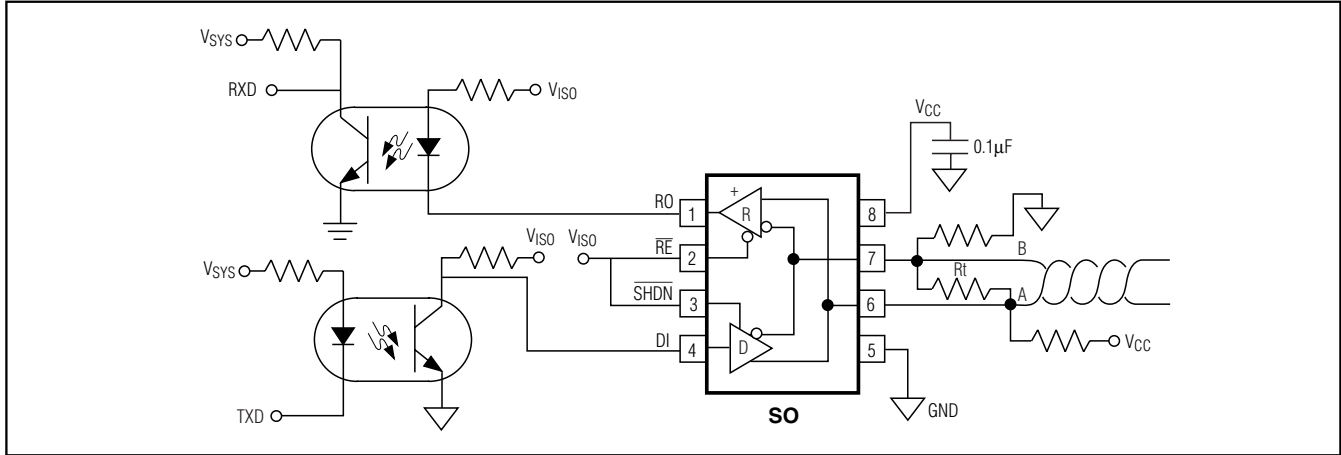 VSYS
RXD
VISO
VCC
0.1µF
RO
1
+
R
8
VISO
VISO
RE
2
7
B
VSYS
SHDN
3
Rt
A
6
DI
4
D
5
VCC
TXD
SO
GND